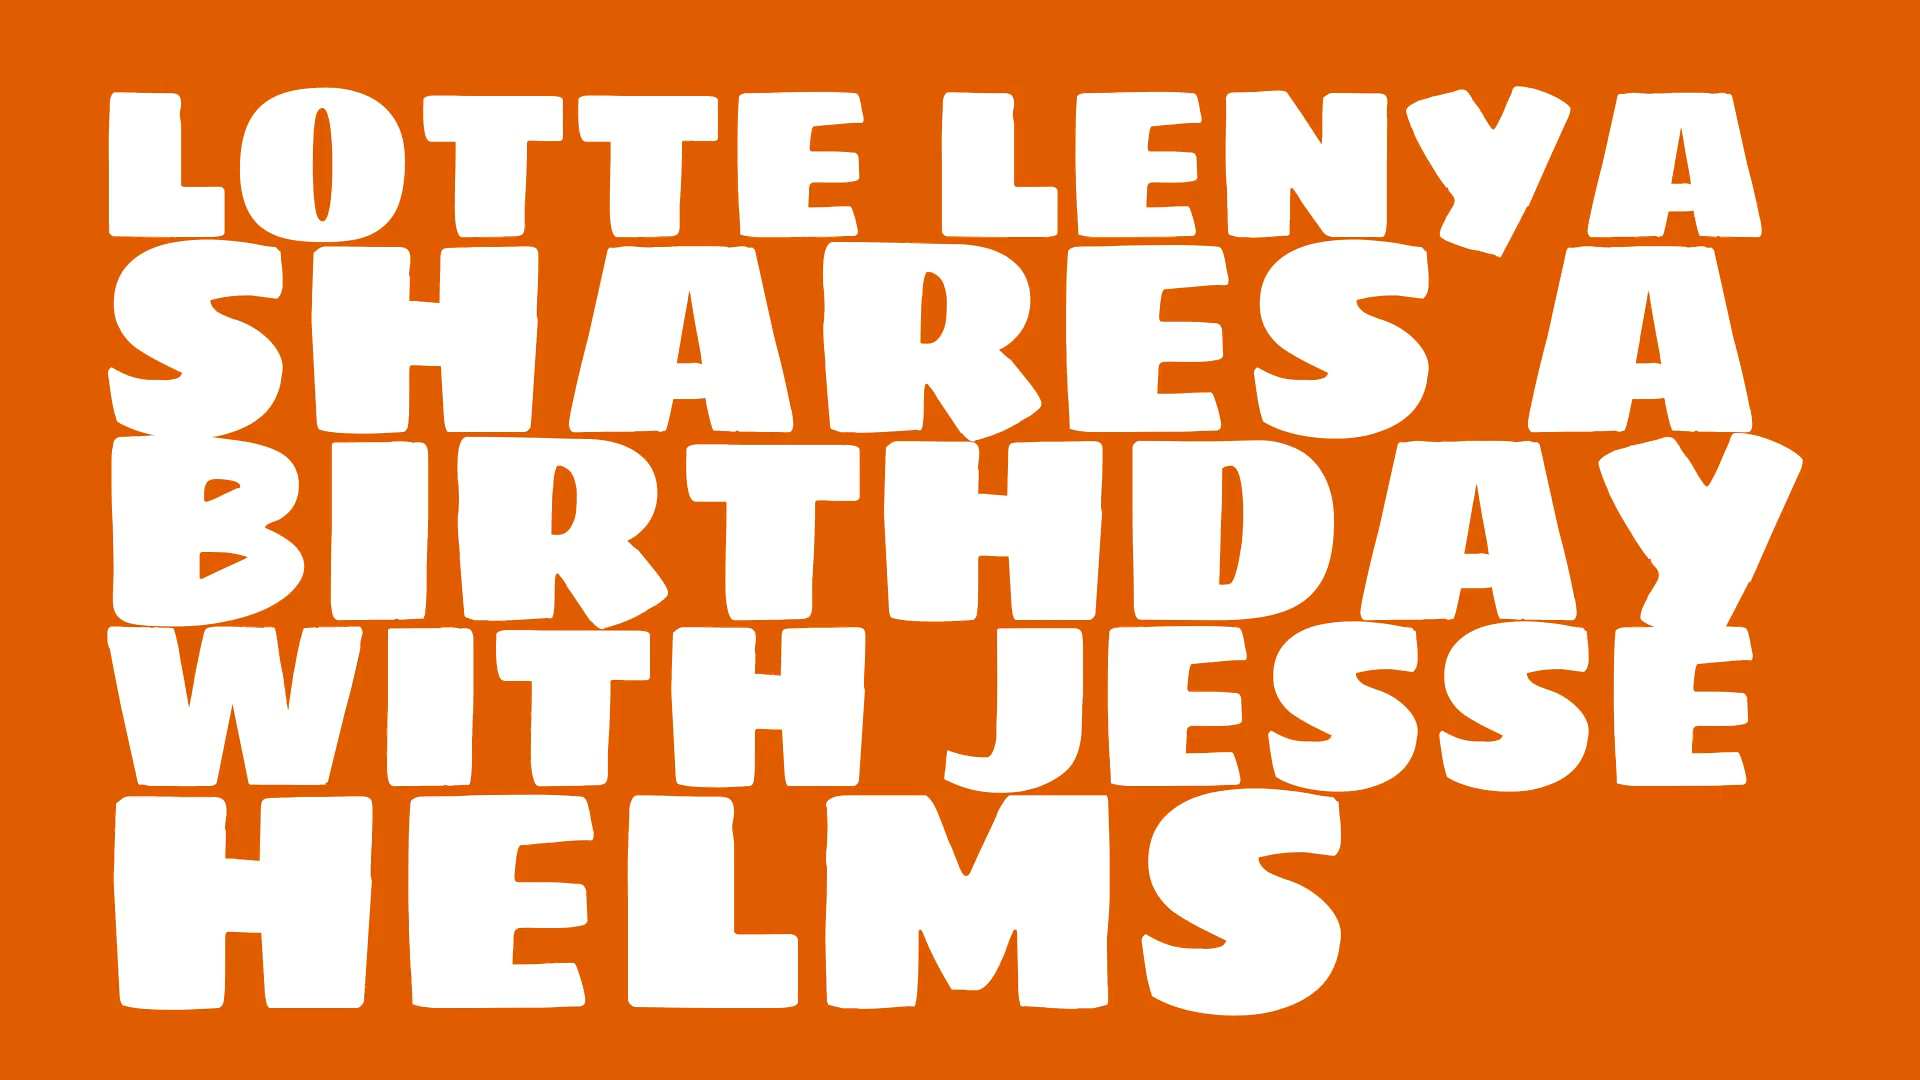 LOTTE LENYA
SHARES A
BIRTHDAY
WITH JESSE
HELMS